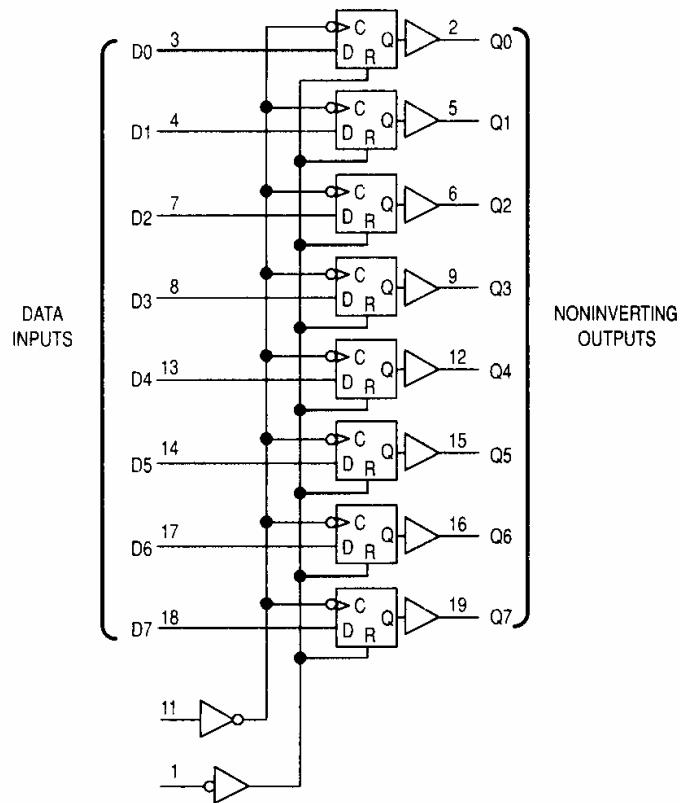 C
D0 3 D Q 2 Q0
R
C
D1 4 D Q 5 Q1
R
C
D2 7 D Q 6 Q2
R
C
D3 8 D Q 9 Q3
R
DATA
INPUTS
NONINVERTING
OUTPUTS
C
D4 13 D Q 12 Q4
R
C
D5 14 D Q 15 Q5
R
C
D6 17 D Q 16 Q6
R
C
D7 18 D Q 19 Q7
R
11
1